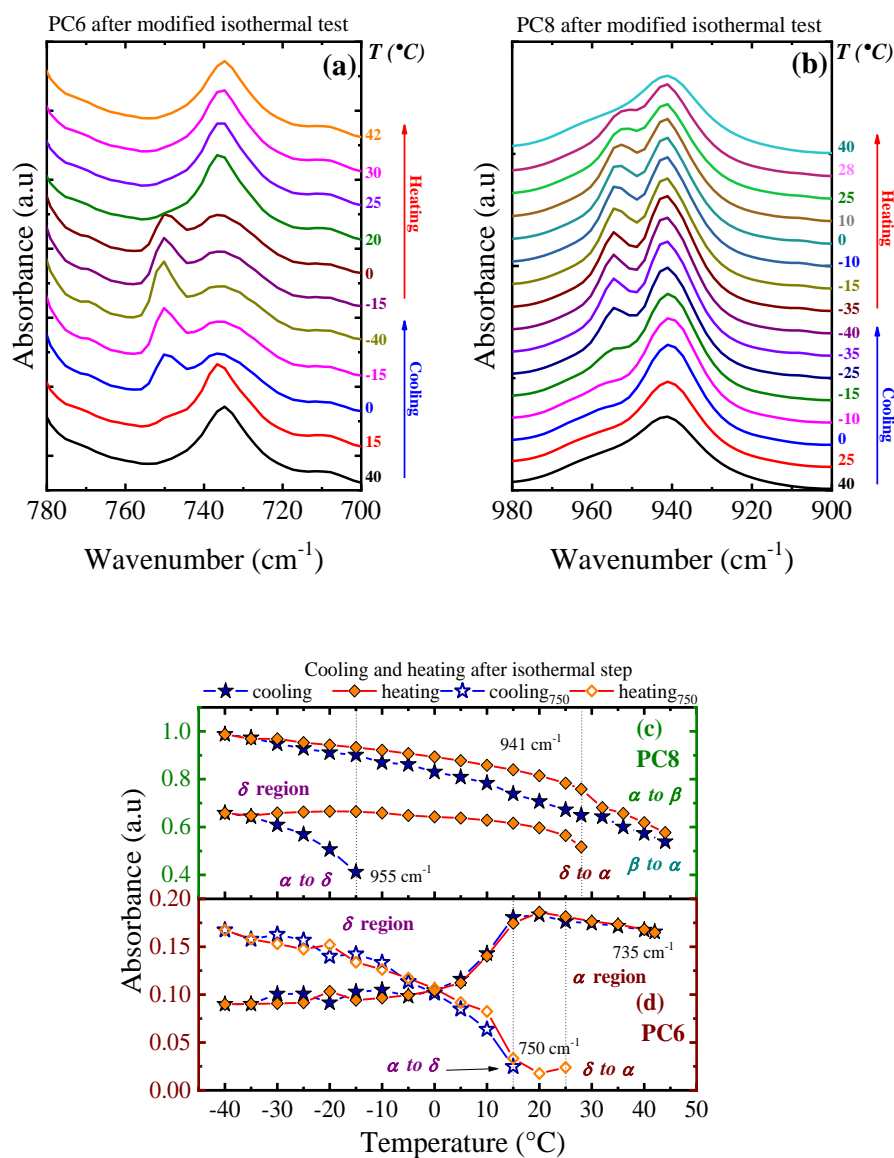 PC6 after modified isothermal test
(a)
T (•C)
42
30
25
20
0
-15
-40
-15
0
15
40
Heating
Cooling
Absorbance (a.u)
780 760 740 720 700
Wavenumber (cm-1)
PC8 after modified isothermal test
(b)
T (•C)
40
28
25
10
0
-10
-15
-35
-40
-35
-25
-15
-10
0
25
40
Heating
Cooling
Absorbance (a.u)
980 960 940 920 900
Wavenumber (cm-1)
Cooling and heating after isothermal step
cooling heating cooling750 heating750
1.0
0.8
0.6
0.4
(c)
PC8
941 cm-1
δ region
α to β
α to δ
955 cm-1
δ to α
β to α
Absorbance (a.u)
0.20
0.15
0.10
0.05
0.00
δ region
735 cm-1
α region
(d)
PC6
750 cm-1
α to δ
δ to α
-40 -30 -20 -10 0 10 20 30 40 50
Temperature (°C)